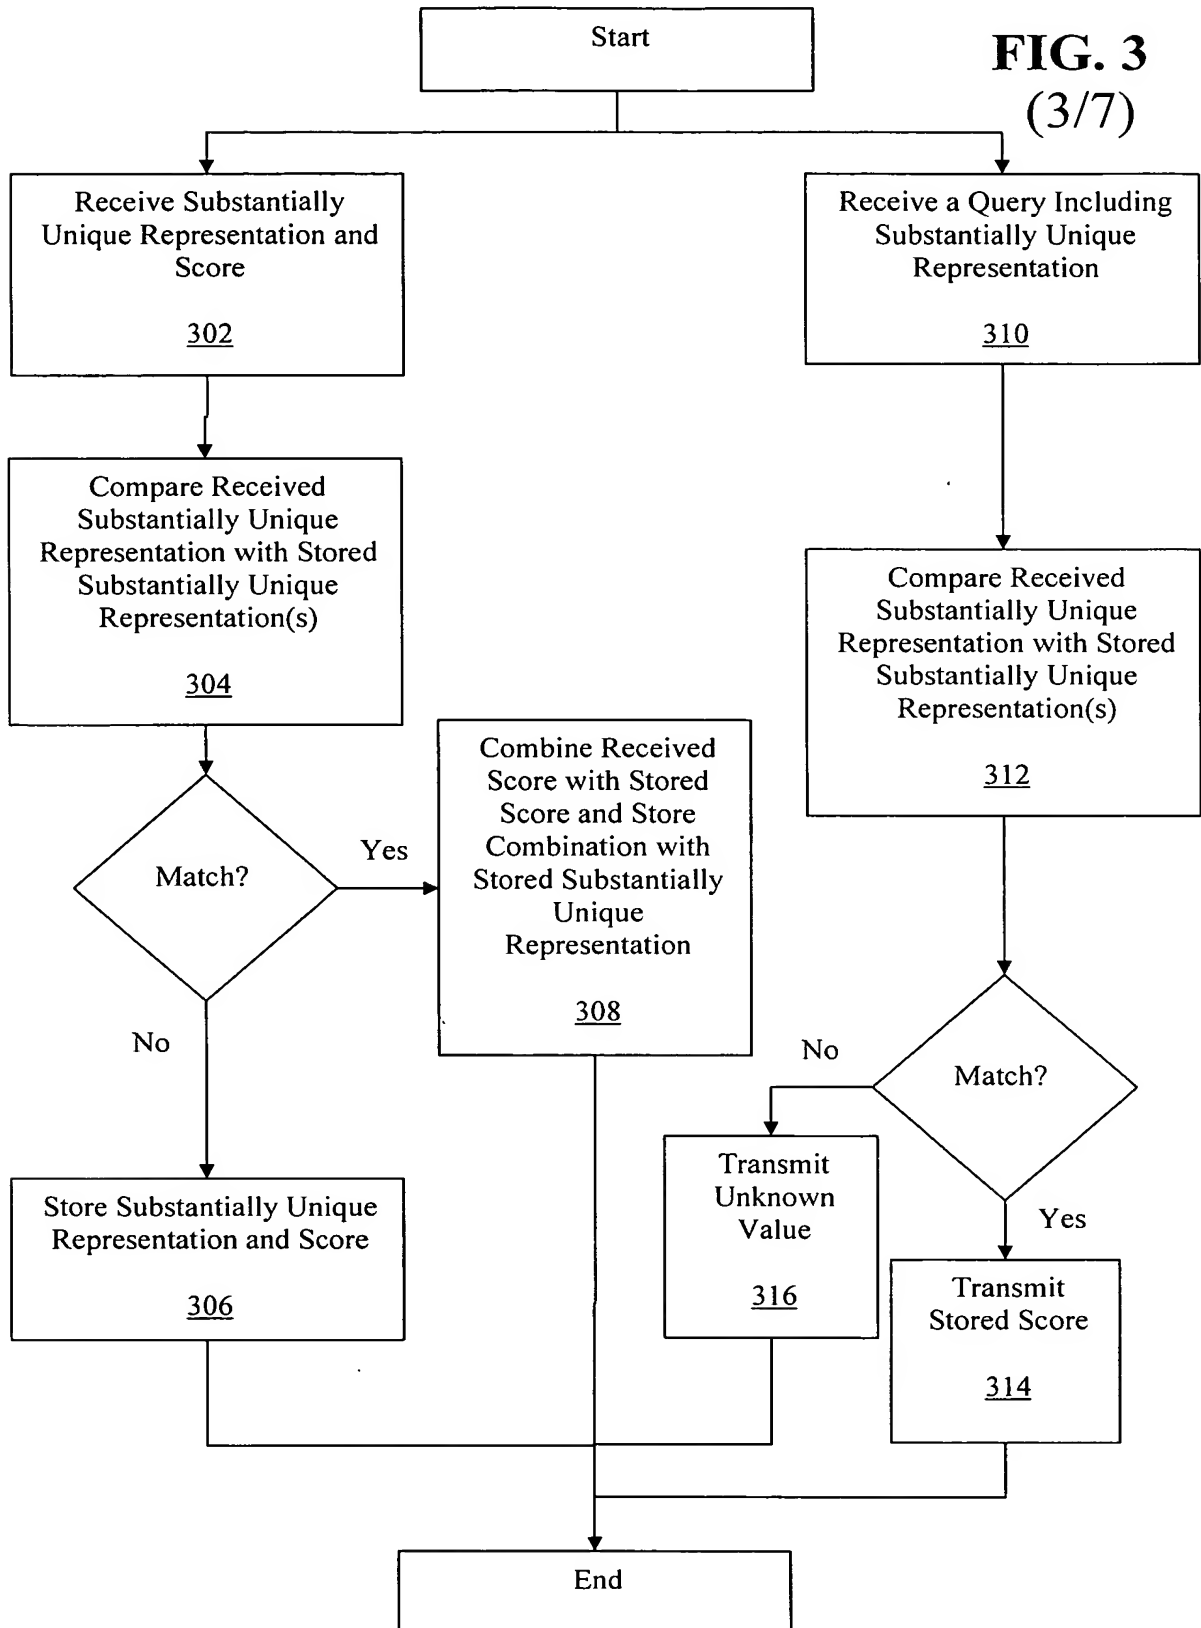 Start
FIG. 3
(3/7)
Receive Substantially
Unique Representation and
Score
302
Receive a Query Including
Substantially Unique
Representation
310
Compare Received
Substantially Unique
Representation with Stored
Substantially Unique
Representation(s)
304
Compare Received
Substantially Unique
Representation with Stored
Substantially Unique
Representation(s)
312
Match?
Yes
No
Combine Received
Score with Stored
Score and Store
Combination with
Stored Substantially
Unique
Representation
308
Match?
No
Yes
Store Substantially Unique
Representation and Score
306
Transmit
Unknown
Value
316
Transmit
Stored Score
314
End